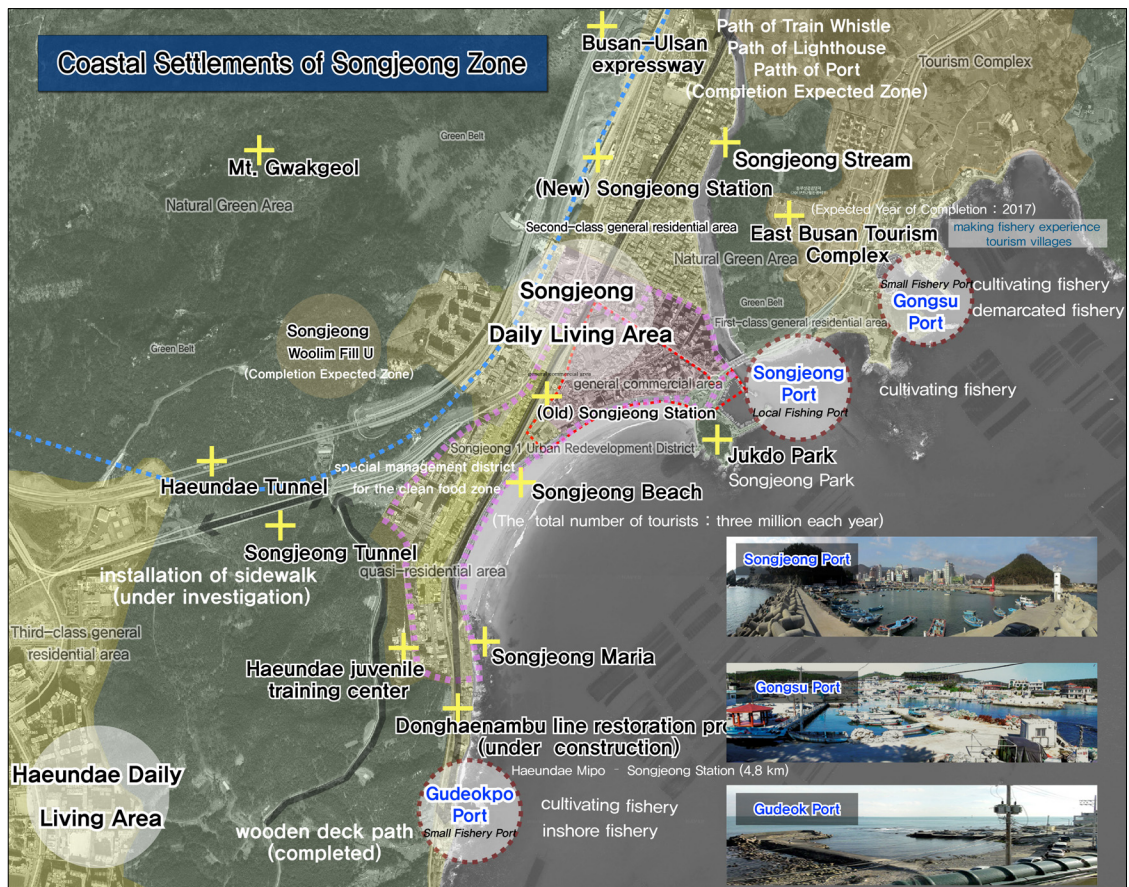 Coastal Settlements of Songjeong Zone
Busan-Ulsan
expressway
Path of Train Whistle
Path of Lighthouse
Patth of Port
(Completion Expected Zone)
Tourism Complex
Green Belt
Mt. Gwakgeol
Natural Green Area
Songjeong Stream
(New) Songjeong Station
(Expected Year of Completion : 2017)
East Busan Tourism
Complex
making fishery experience
tourism villages
Second-class general residential area
Natural Green Area
Small Fishery Port
Gongsu
Port
cultivating fishery
demarcated fishery
Songjeong
Daily Living Area
Green Belt
First-class general residential area
Songjeong
Woolim Fill U
(Completion Expected Zone)
Green Belt
general commercial area
general commercial area
(Old) Songjeong Station
Songjeong
Port
Local Fishing Port
cultivating fishery
Songjeong 1 Urban Redevelopment District
Jukdo Park
Songjeong Park
special management district
for the clean food zone
Haeundae Tunnel
Songjeong Beach
(The total number of tourists : three million each year)
Songjeong Tunnel
installation of sidewalk
(under investigation)
quasi-residential area
Songjeong Port
Third-class general
residential area
Haeundae juvenile
training center
Songjeong Maria
Gongsu Port
Donghaenambu line restoration pro
(under construction)
Haeundae Mipo - Songjeong Station (4,8 km)
Haeundae Daily
Living Area
Gudeokpo
Port
Small Fishery Port
cultivating fishery
inshore fishery
wooden deck path
(completed)
Gudeok Port